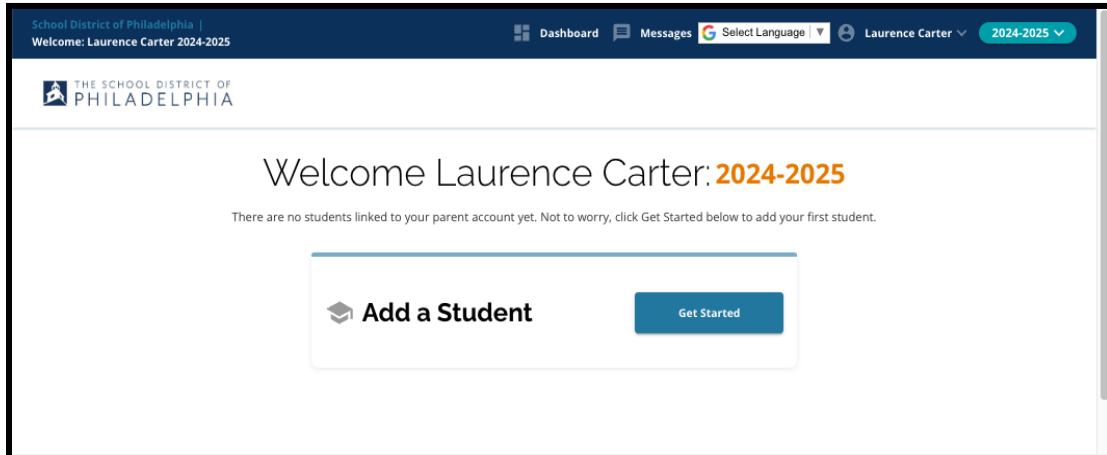 School District of Philadelphia |
Welcome: Laurence Carter 2024-2025
Dashboard Messages G Select Language ▼ Laurence Carter 2024-2025
THE SCHOOL DISTRICT OF
PHILADELPHIA
Welcome Laurence Carter: 2024-2025
There are no students linked to your parent account yet. Not to worry, click Get Started below to add your first student.
Add a Student Get Started